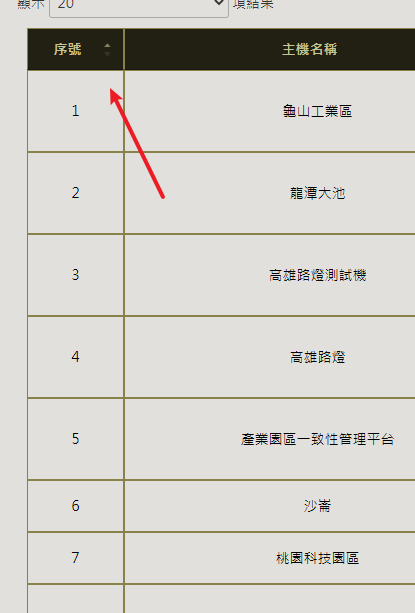 顯示 20 項結果
序號 主機名稱
1 龜山工業區
2 龍潭大池
3 高雄路燈測試機
4 高雄路燈
5 產業園區一致性管理平台
6 沙崙
7 桃園科技園區